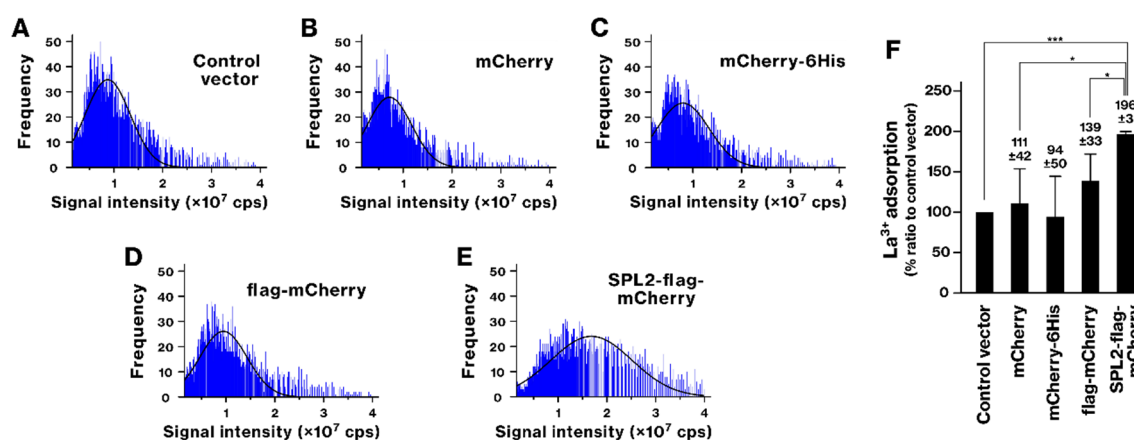 A
Control
vector
Frequency
50
40
30
20
10
0
1
2
3
4
Signal intensity (×10⁷ cps)
B
mCherry
Frequency
50
40
30
20
10
0
1
2
3
4
Signal intensity (×10⁷ cps)
C
mCherry-6His
Frequency
50
40
30
20
10
0
1
2
3
4
Signal intensity (×10⁷ cps)
D
flag-mCherry
Frequency
50
40
30
20
10
0
1
2
3
4
Signal intensity (×10⁷ cps)
E
SPL2-flag-
mCherry
Frequency
50
40
30
20
10
0
1
2
3
4
Signal intensity (×10⁷ cps)
F
***
*
*
La³⁺ adsorption
(% ratio to control vector)
250
200
150
100
50
0
111
±42
94
±50
139
±33
196
±3
Control vector
mCherry
mCherry-6His
flag-mCherry
SPL2-flag-
mCherry